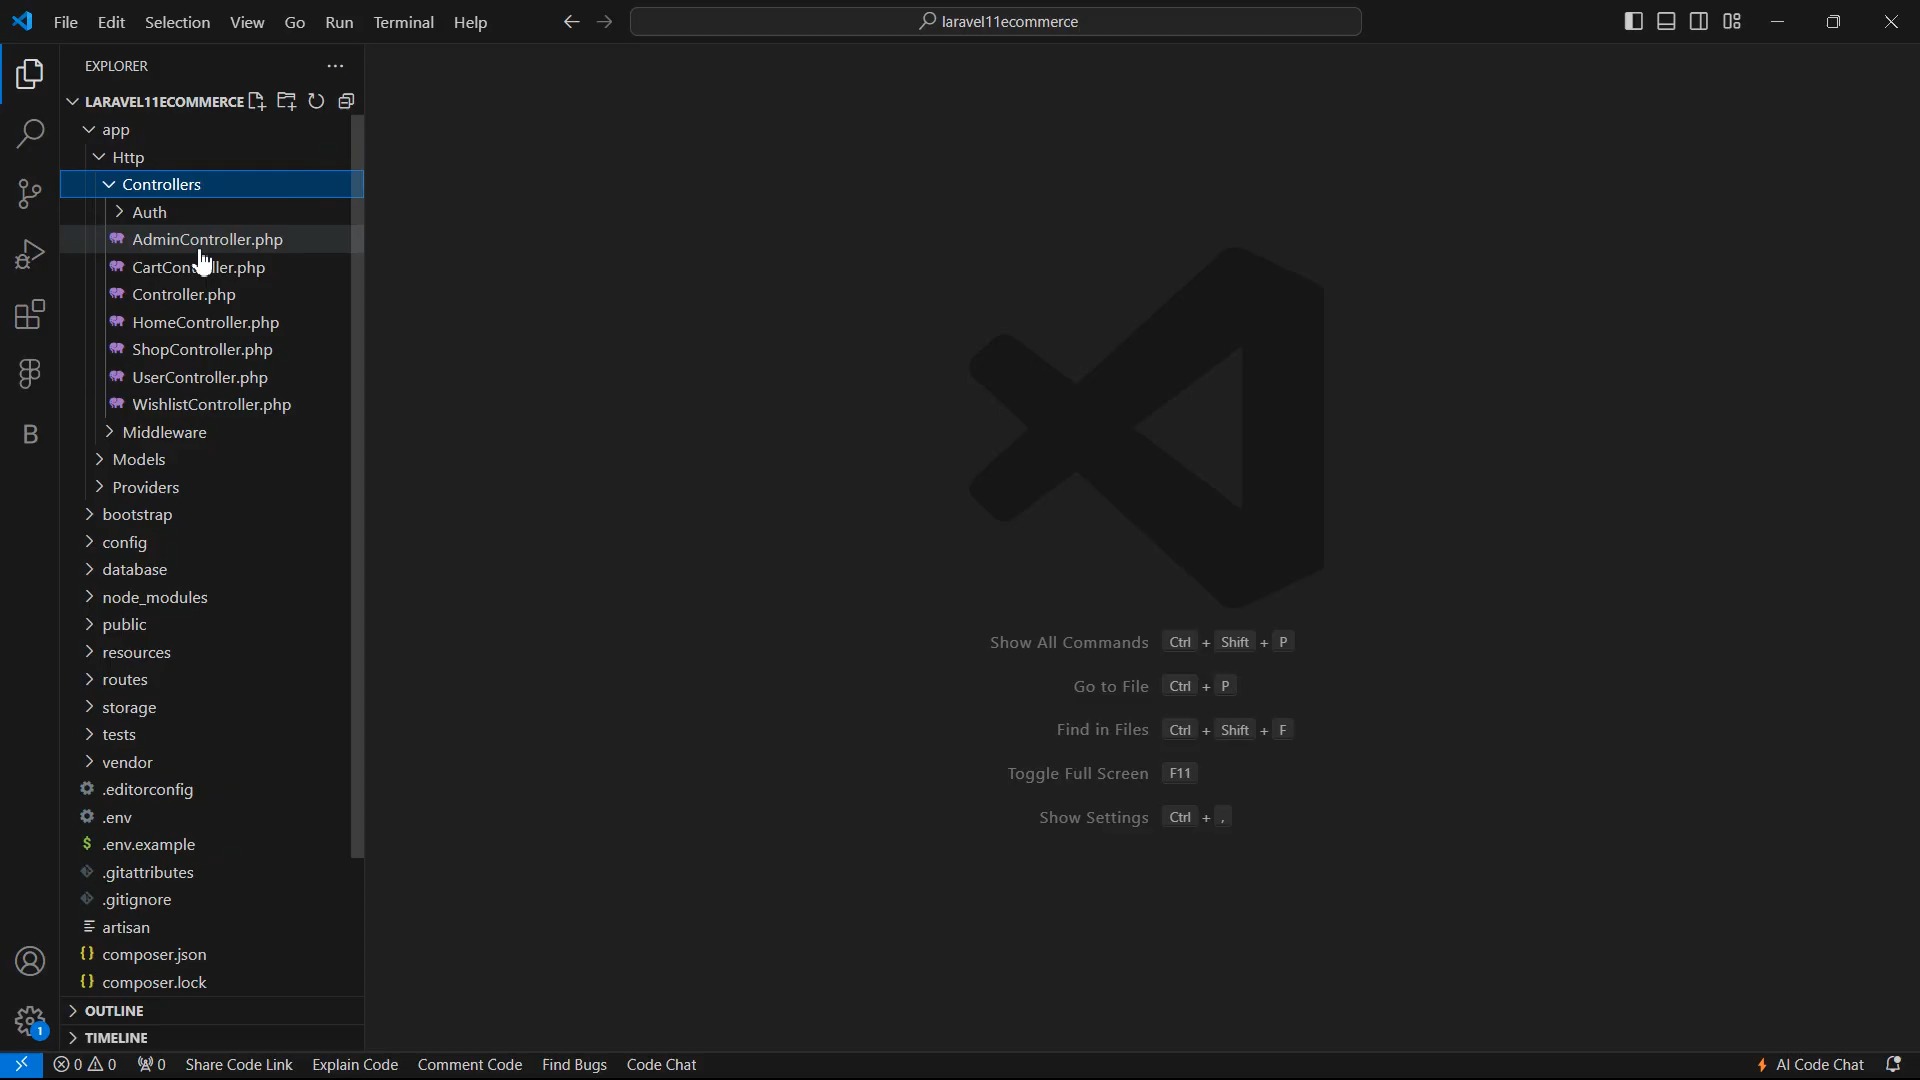 File Edit Selection View Go Run Terminal Help
laravel11ecommerce
EXPLORER
LARAVEL11ECOMMERCE
app
Http
Controllers
Auth
AdminController.php
CartController.php
Controller.php
HomeController.php
ShopController.php
UserController.php
WishlistController.php
Middleware
Models
Providers
bootstrap
config
database
node_modules
public
resources
routes
storage
tests
vendor
.editorconfig
.env
$ .env.example
.gitattributes
.gitignore
artisan
{} composer.json
{} composer.lock
OUTLINE
TIMELINE
B
1
Show All Commands Ctrl + Shift + P
Go to File Ctrl + P
Find in Files Ctrl + Shift + F
Toggle Full Screen F11
Show Settings Ctrl + ,
0 0 0 Share Code Link Explain Code Comment Code Find Bugs Code Chat AI Code Chat